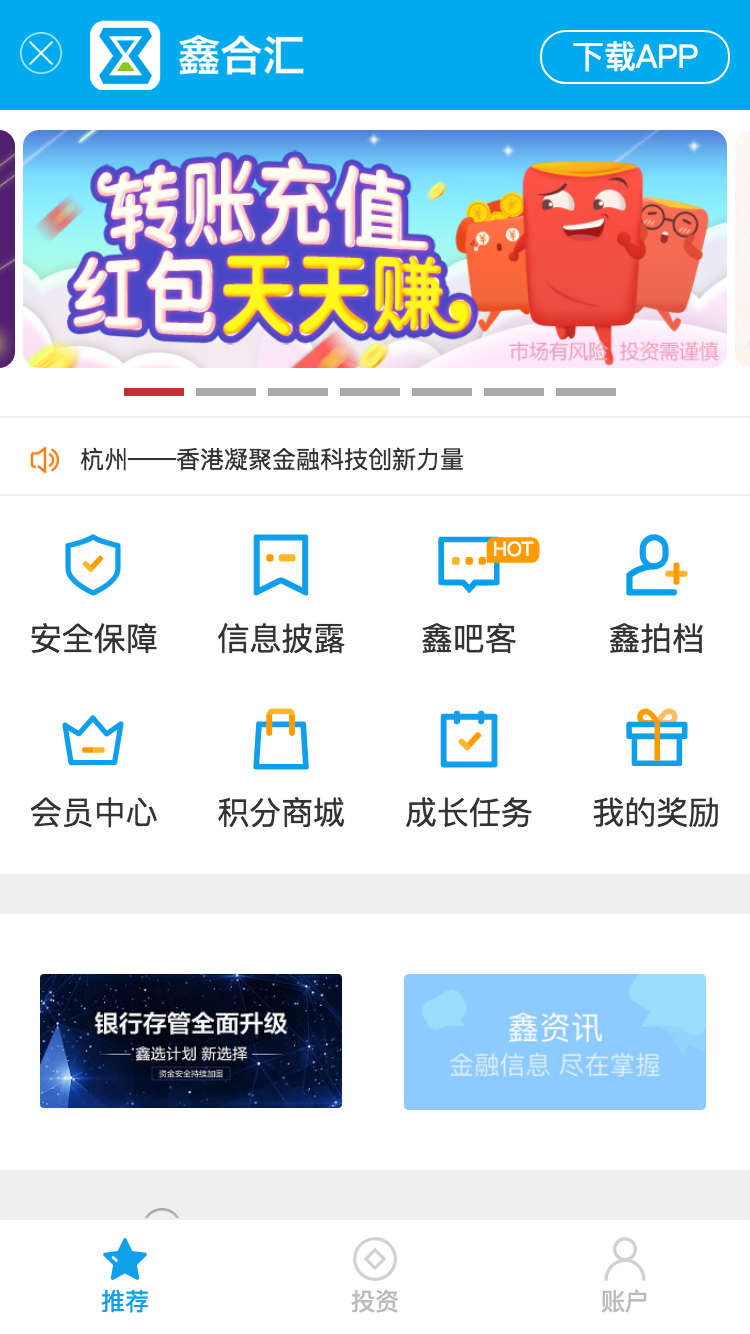 鑫合汇
下载APP
转账充值
红包天天赚
市场有风险 投资需谨慎
杭州——香港凝聚金融科技创新力量
HOT
安全保障 信息披露 鑫吧客 鑫拍档
会员中心 积分商城 成长任务 我的奖励
银行存管全面升级
鑫选计划 新选择
资金安全持续加固
鑫资讯
金融信息 尽在掌握
推荐 投资 账户